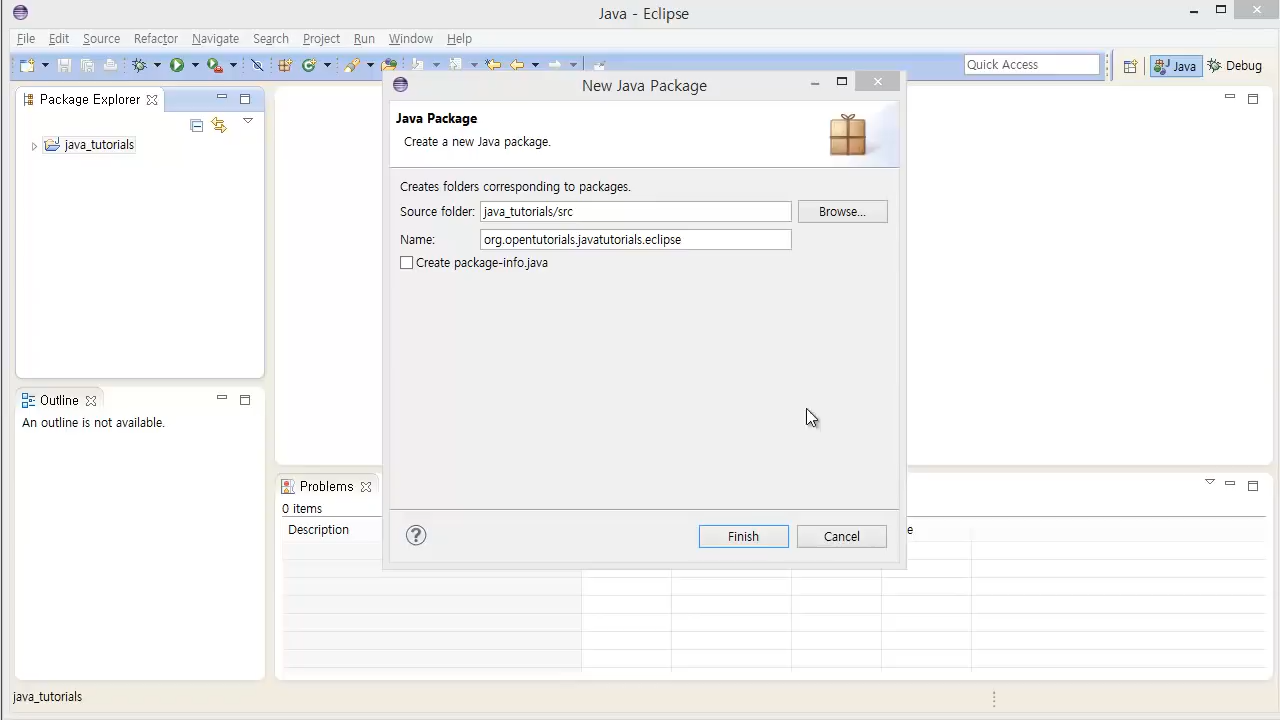 Java - Eclipse
File Edit Source Refactor Navigate Search Project Run Window Help
Quick Access
Java
Debug
Package Explorer
java_tutorials
Outline
An outline is not available.
New Java Package
Java Package
Create a new Java package.
Creates folders corresponding to packages.
Source folder: java_tutorials/src Browse...
Name: org.opentutorials.javatutorials.eclipse
Create package-info.java
? Finish Cancel
Problems
0 items
Description
java_tutorials